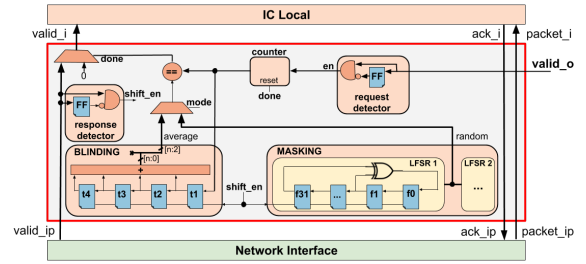 IC Local
valid_i
ack_i
packet_i
done
0
==
counter
reset
done
en
FF
request
detector
valid_o
FF
shift_en
response
detector
mode
average
random
BLINDING
[n:2]
[n:0]
+
t4
t3
t2
t1
shift_en
MASKING
LFSR 1
LFSR 2
f31
...
f1
f0
...
valid_ip
ack_ip
packet_ip
Network Interface